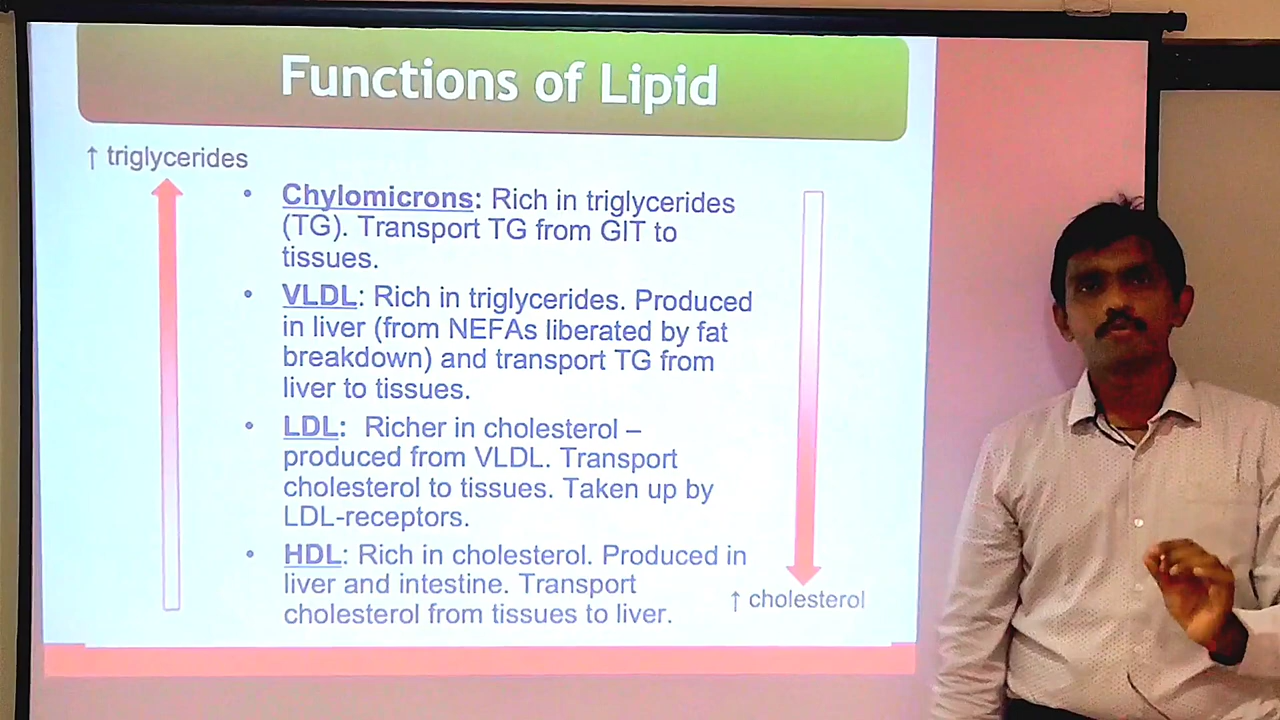 Functions of Lipid
↑ triglycerides
• Chylomicrons: Rich in triglycerides
(TG). Transport TG from GIT to
tissues.
• VLDL: Rich in triglycerides. Produced
in liver (from NEFAs liberated by fat
breakdown) and transport TG from
liver to tissues.
• LDL: Richer in cholesterol –
produced from VLDL. Transport
cholesterol to tissues. Taken up by
LDL-receptors.
• HDL: Rich in cholesterol. Produced in
liver and intestine. Transport
cholesterol from tissues to liver.
↑ cholesterol